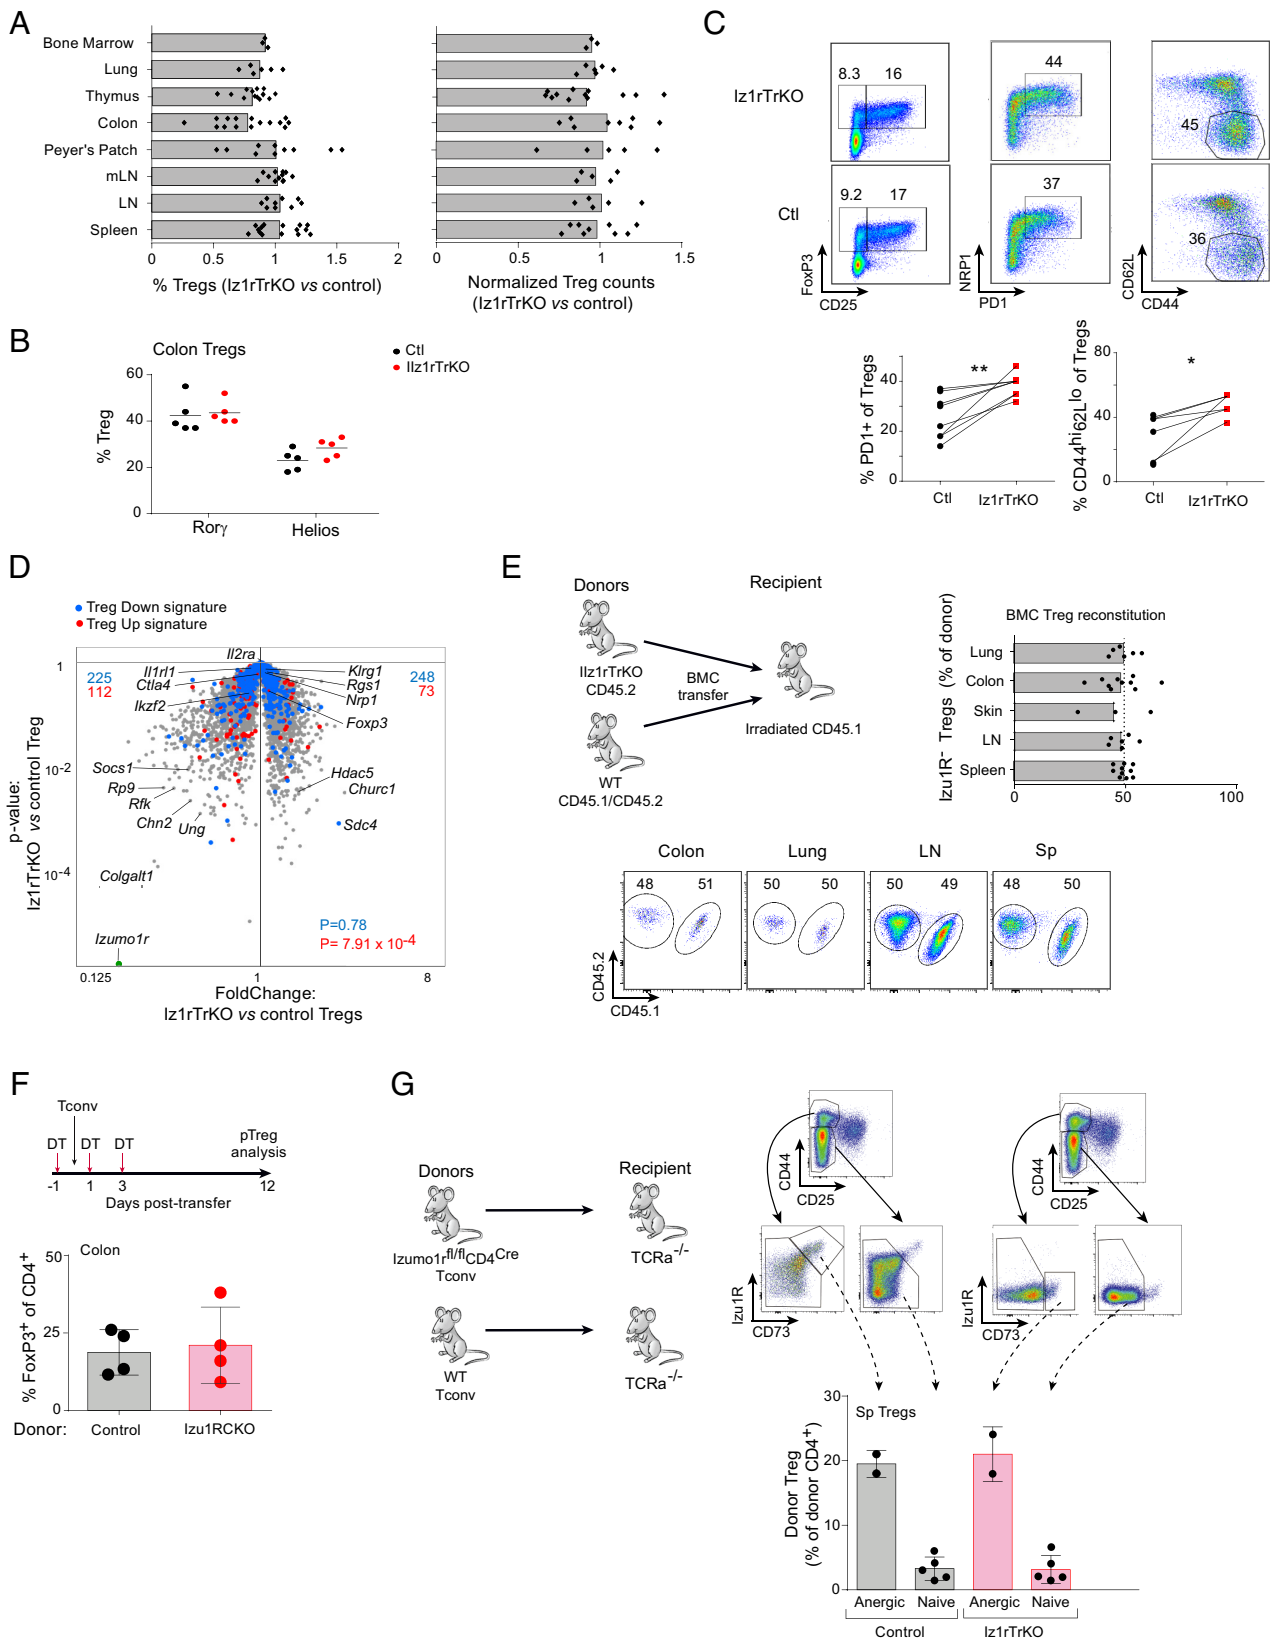 A
Bone Marrow
Lung
Thymus
Colon
Peyer's Patch
mLN
LN
Spleen
0 0.5 1 1.5 2
% Tregs (Iz1rTrKO vs control)
0 0.5 1 1.5
Normalized Treg counts
(Iz1rTrKO vs control)
B
Colon Tregs
Ctl
IIz1rTrKO
% Treg
60
40
20
0
Rorγ
Helios
C
Iz1rTrKO
8.3 16
44
45
Ctl
9.2 17
37
36
FoxP3
CD25
NRP1
PD1
CD62L
CD44
% PD1+ of Tregs
40
20
0
**
Ctl
Iz1rTrKO
% CD44hi62Llo of Tregs
80
40
0
*
Ctl
Iz1rTrKO
D
Treg Down signature
Treg Up signature
p-value:
Iz1rTrKO vs control Treg
1
10-2
10-4
225
112
248
73
Il2ra
Il1rl1
Ctla4
Ikzf2
Klrg1
Rgs1
Nrp1
Foxp3
Socs1
Rp9
Rfk
Chn2
Ung
Hdac5
Churc1
Sdc4
Colgalt1
Izumo1r
P=0.78
P= 7.91 x 10-4
0.125 1 8
FoldChange:
Iz1rTrKO vs control Tregs
E
Donors
Recipient
IIz1rTrKO
CD45.2
BMC
transfer
Irradiated CD45.1
WT
CD45.1/CD45.2
BMC Treg reconstitution
Izu1R- Tregs (% of donor)
Lung
Colon
Skin
LN
Spleen
0 50 100
Colon Lung LN Sp
48 51
50 50
50 49
48 50
CD45.2
CD45.1
F
Tconv
DT DT DT
pTreg
analysis
-1 1 3 12
Days post-transfer
Colon
% FoxP3+ of CD4+
50
25
0
Donor: Control Izu1RCKO
G
Donors
Recipient
Izumo1rfl/flCD4Cre
Tconv
TCRa-/-
WT
Tconv
TCRa-/-
CD44
CD25
CD44
CD25
Izu1R
CD73
Izu1R
CD73
Sp Tregs
Donor Treg
(% of donor CD4+)
30
20
10
0
Anergic Naive Anergic Naive
Control Iz1rTrKO